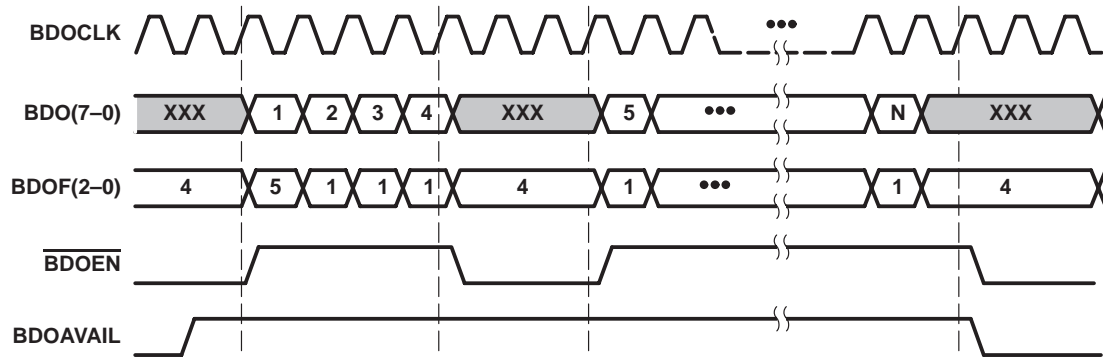 BDOCLK •••
BDO(7–0) XXX 1 2 3 4 XXX 5 ••• N XXX
BDOF(2–0) 4 5 1 1 1 4 1 ••• 1 4
BDOEN
BDOAVAIL